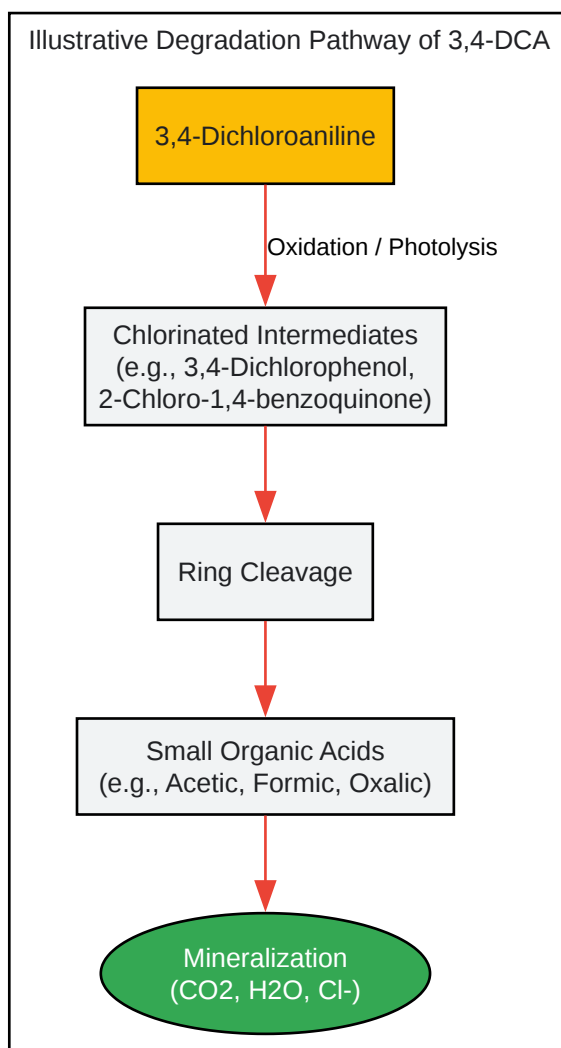 Illustrative Degradation Pathway of 3,4-DCA
3,4-Dichloroaniline
Oxidation / Photolysis
Chlorinated Intermediates
(e.g., 3,4-Dichlorophenol,
2-Chloro-1,4-benzoquinone)
Ring Cleavage
Small Organic Acids
(e.g., Acetic, Formic, Oxalic)
Mineralization
(CO2, H2O, Cl-)